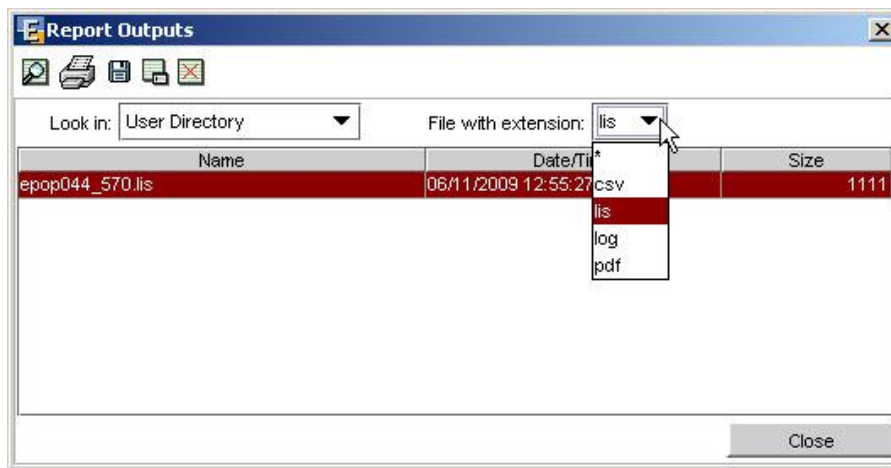 Report Outputs
Look in: User Directory File with extension: lis
Name Date/Ti Size
epop044_570.lis 06/11/2009 12:55:27 1111
*
csv
lis
log
pdf
Close